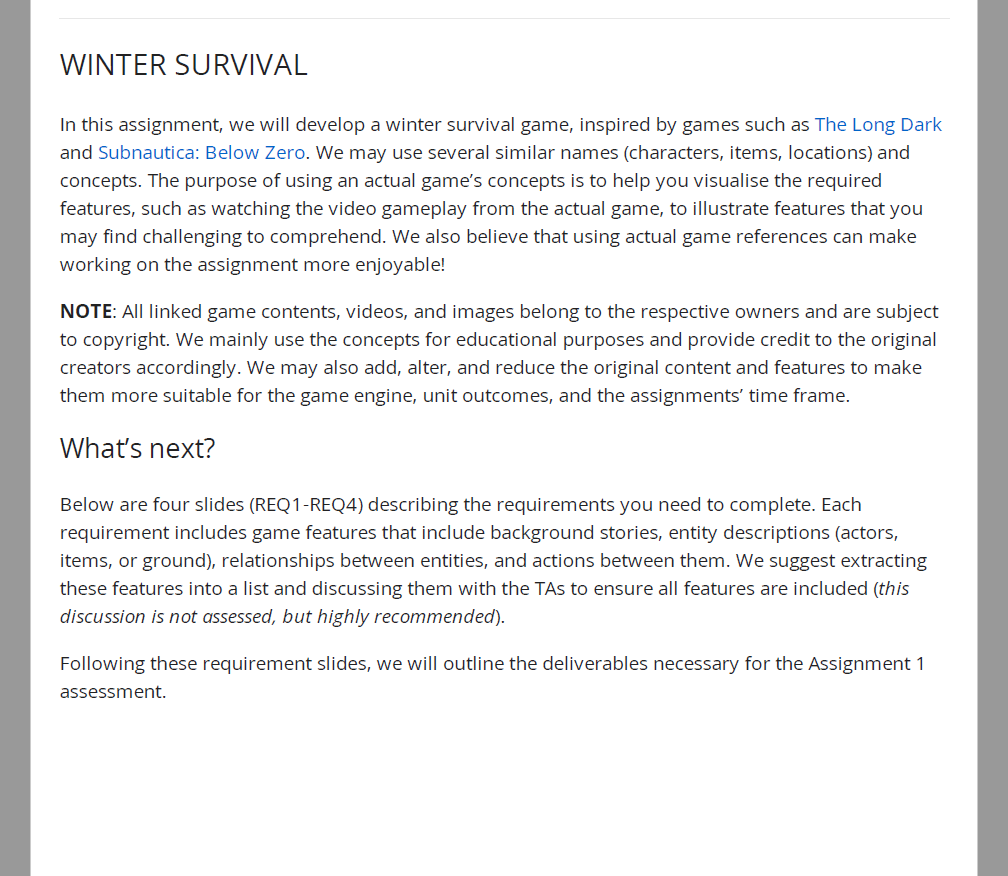 WINTER SURVIVAL
In this assignment, we will develop a winter survival game, inspired by games such as The Long Dark
and Subnautica: Below Zero. We may use several similar names (characters, items, locations) and
concepts. The purpose of using an actual game’s concepts is to help you visualise the required
features, such as watching the video gameplay from the actual game, to illustrate features that you
may find challenging to comprehend. We also believe that using actual game references can make
working on the assignment more enjoyable!
NOTE: All linked game contents, videos, and images belong to the respective owners and are subject
to copyright. We mainly use the concepts for educational purposes and provide credit to the original
creators accordingly. We may also add, alter, and reduce the original content and features to make
them more suitable for the game engine, unit outcomes, and the assignments’ time frame.
What’s next?
Below are four slides (REQ1-REQ4) describing the requirements you need to complete. Each
requirement includes game features that include background stories, entity descriptions (actors,
items, or ground), relationships between entities, and actions between them. We suggest extracting
these features into a list and discussing them with the TAs to ensure all features are included (this
discussion is not assessed, but highly recommended).
Following these requirement slides, we will outline the deliverables necessary for the Assignment 1
assessment.